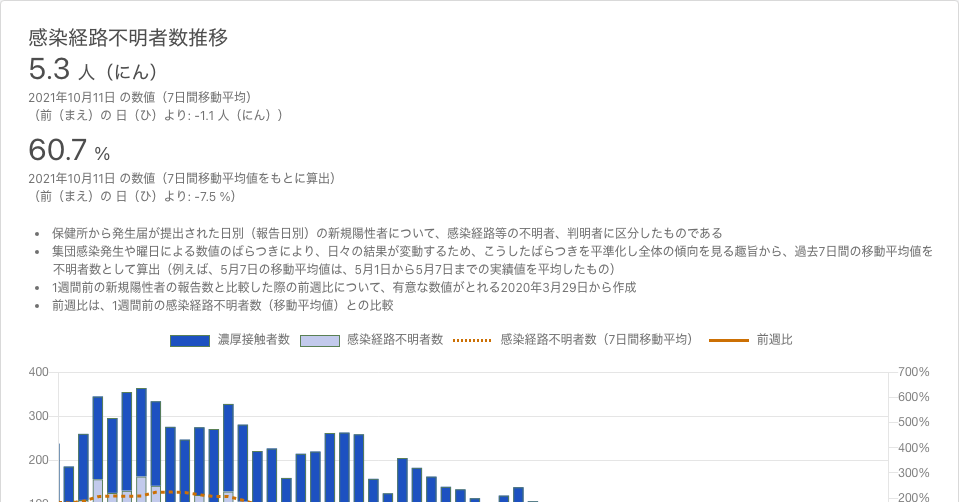 感染経路不明者数推移
5.3 人（にん）
2021年10月11日 の数値（7日間移動平均）
（前（まえ）の 日（ひ）より: -1.1 人（にん））
60.7 %
2021年10月11日 の数値（7日間移動平均値をもとに算出）
（前（まえ）の 日（ひ）より: -7.5 %）
• 保健所から発生届が提出された日別（報告日別）の新規陽性者について、感染経路等の不明者、判明者に区分したものである
• 集団感染発生や曜日による数値のばらつきにより、日々の結果が変動するため、こうしたばらつきを平準化し全体の傾向を見る趣旨から、過去7日間の移動平均値を
不明者数として算出（例えば、5月7日の移動平均値は、5月1日から5月7日までの実績値を平均したもの）
• 1週間前の新規陽性者の報告数と比較した際の前週比について、有意な数値がとれる2020年3月29日から作成
• 前週比は、1週間前の感染経路不明者数（移動平均値）との比較
濃厚接触者数 感染経路不明者数 感染経路不明者数（7日間移動平均） 前週比
400 700%
600%
300 500%
400%
200 300%
100 200%